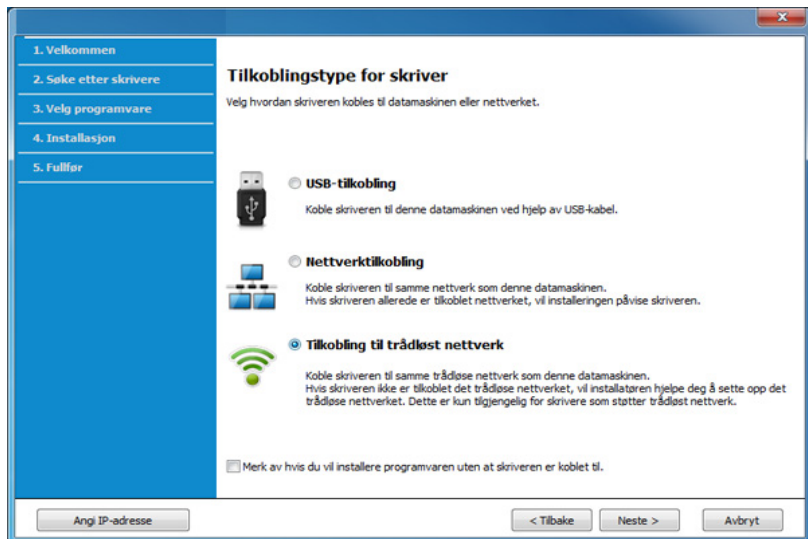 1. Velkommen
2. Søke etter skrivere
3. Velg programvare
4. Installasjon
5. Fullfør
Tilkoblingstype for skriver
Velg hvordan skriveren kobles til datamaskinen eller nettverket.
USB-tilkobling
Koble skriveren til denne datamaskinen ved hjelp av USB-kabel.
Nettverktilkobling
Koble skriveren til samme nettverk som denne datamaskinen.
Hvis skriveren allerede er tilkoblet nettverket, vil installeringen påvise skriveren.
Tilkobling til trådløst nettverk
Koble skriveren til samme trådløse nettverk som denne datamaskinen.
Hvis skriveren ikke er tilkoblet det trådløse nettverket, vil installatøren hjelpe deg å sette opp det
trådløse nettverket. Dette er kun tilgjengelig for skrivere som støtter trådløst nettverk.
Merk av hvis du vil installere programvaren uten at skriveren er koblet til.
Angi IP-adresse
< Tilbake
Neste >
Avbryt